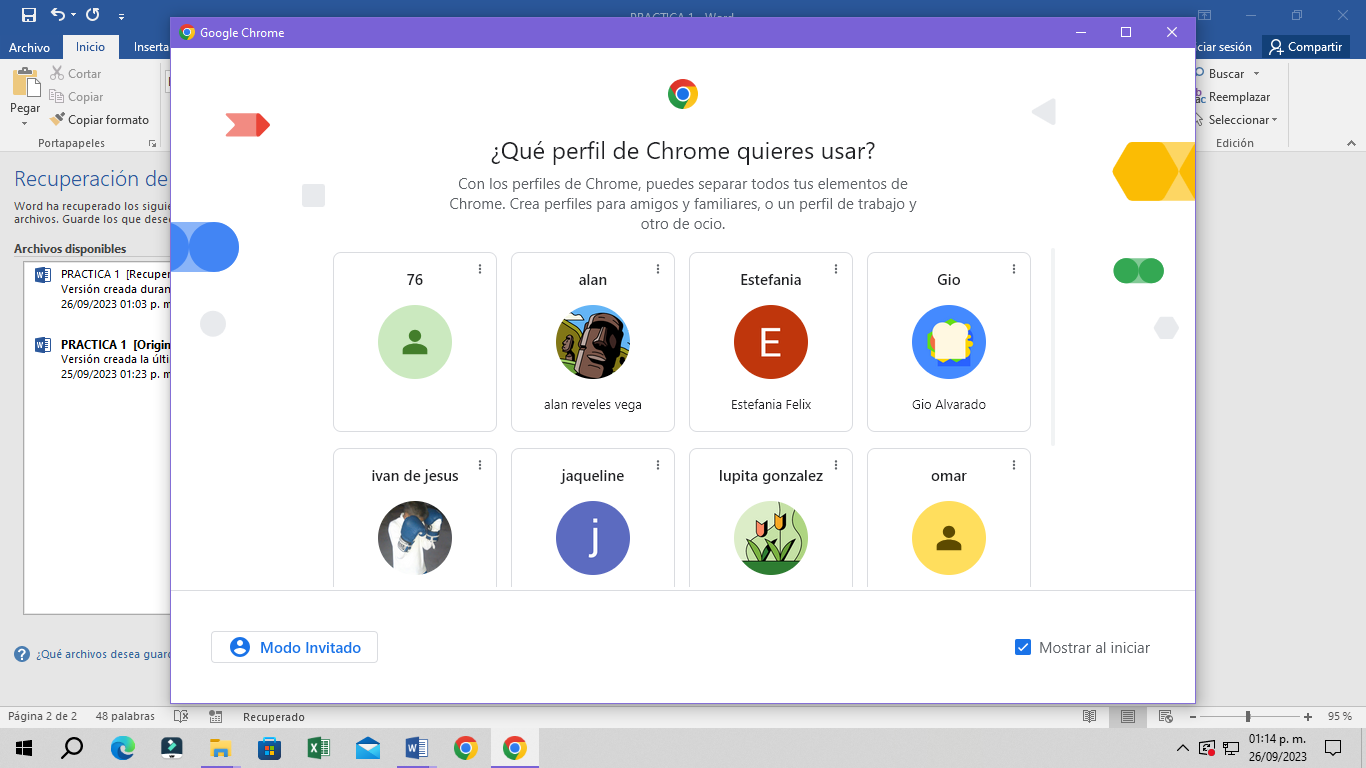 PRACTICA 1 - Word
Google Chrome
Archivo
Inicio
Inserta
ciar sesión
Compartir
Pegar
Cortar
Copiar
Copiar formato
Portapapeles
Buscar
Reemplazar
Seleccionar
Edición
Recuperación de
Word ha recuperado los siguie
archivos. Guarde los que dese
Archivos disponibles
PRACTICA 1 [Recuper
Versión creada duran
26/09/2023 01:03 p. m
PRACTICA 1 [Origin
Versión creada la últi
25/09/2023 01:23 p. m
¿Qué archivos desea guard
¿Qué perfil de Chrome quieres usar?
Con los perfiles de Chrome, puedes separar todos tus elementos de
Chrome. Crea perfiles para amigos y familiares, o un perfil de trabajo y
otro de ocio.
76
alan
alan reveles vega
Estefania
E
Estefania Felix
Gio
Gio Alvarado
ivan de jesus
jaqueline
j
lupita gonzalez
omar
Modo Invitado
Mostrar al iniciar
Página 2 de 2
48 palabras
Recuperado
95 %
01:14 p. m.
26/09/2023